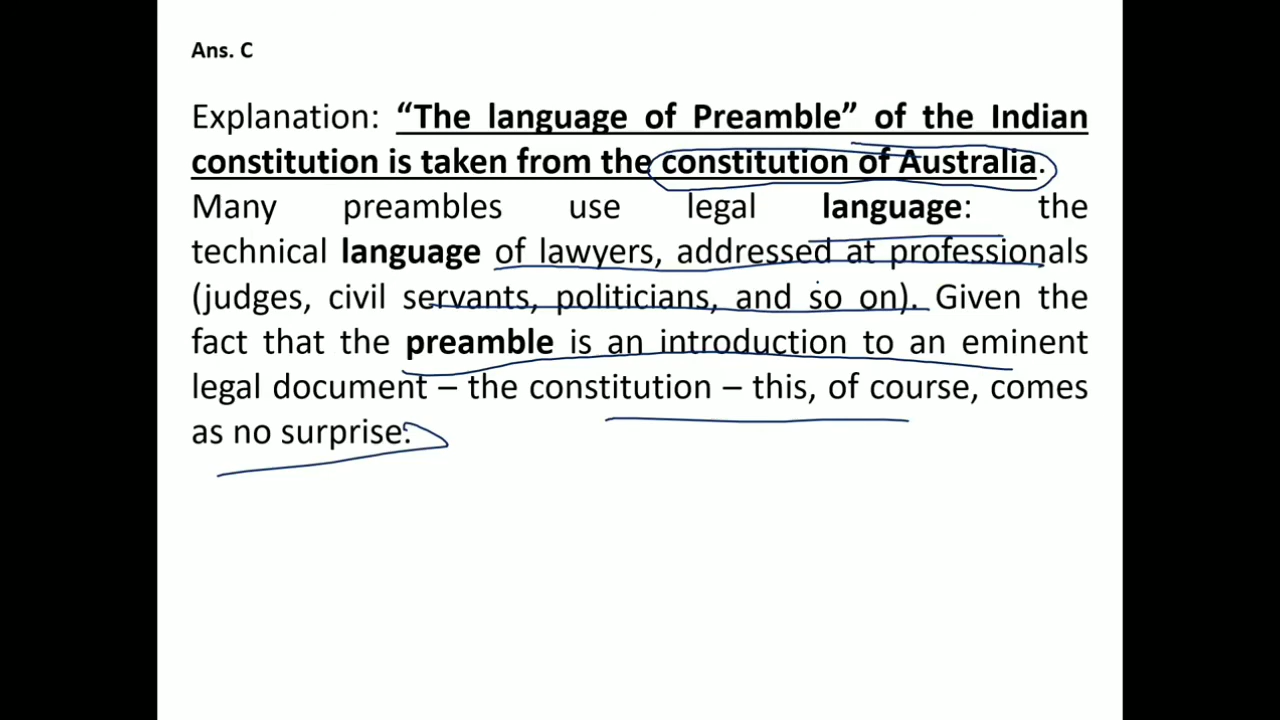 Ans. C
Explanation: “The language of Preamble” of the Indian
constitution is taken from the constitution of Australia.
Many preambles use legal language: the
technical language of lawyers, addressed at professionals
(judges, civil servants, politicians, and so on). Given the
fact that the preamble is an introduction to an eminent
legal document – the constitution – this, of course, comes
as no surprise.